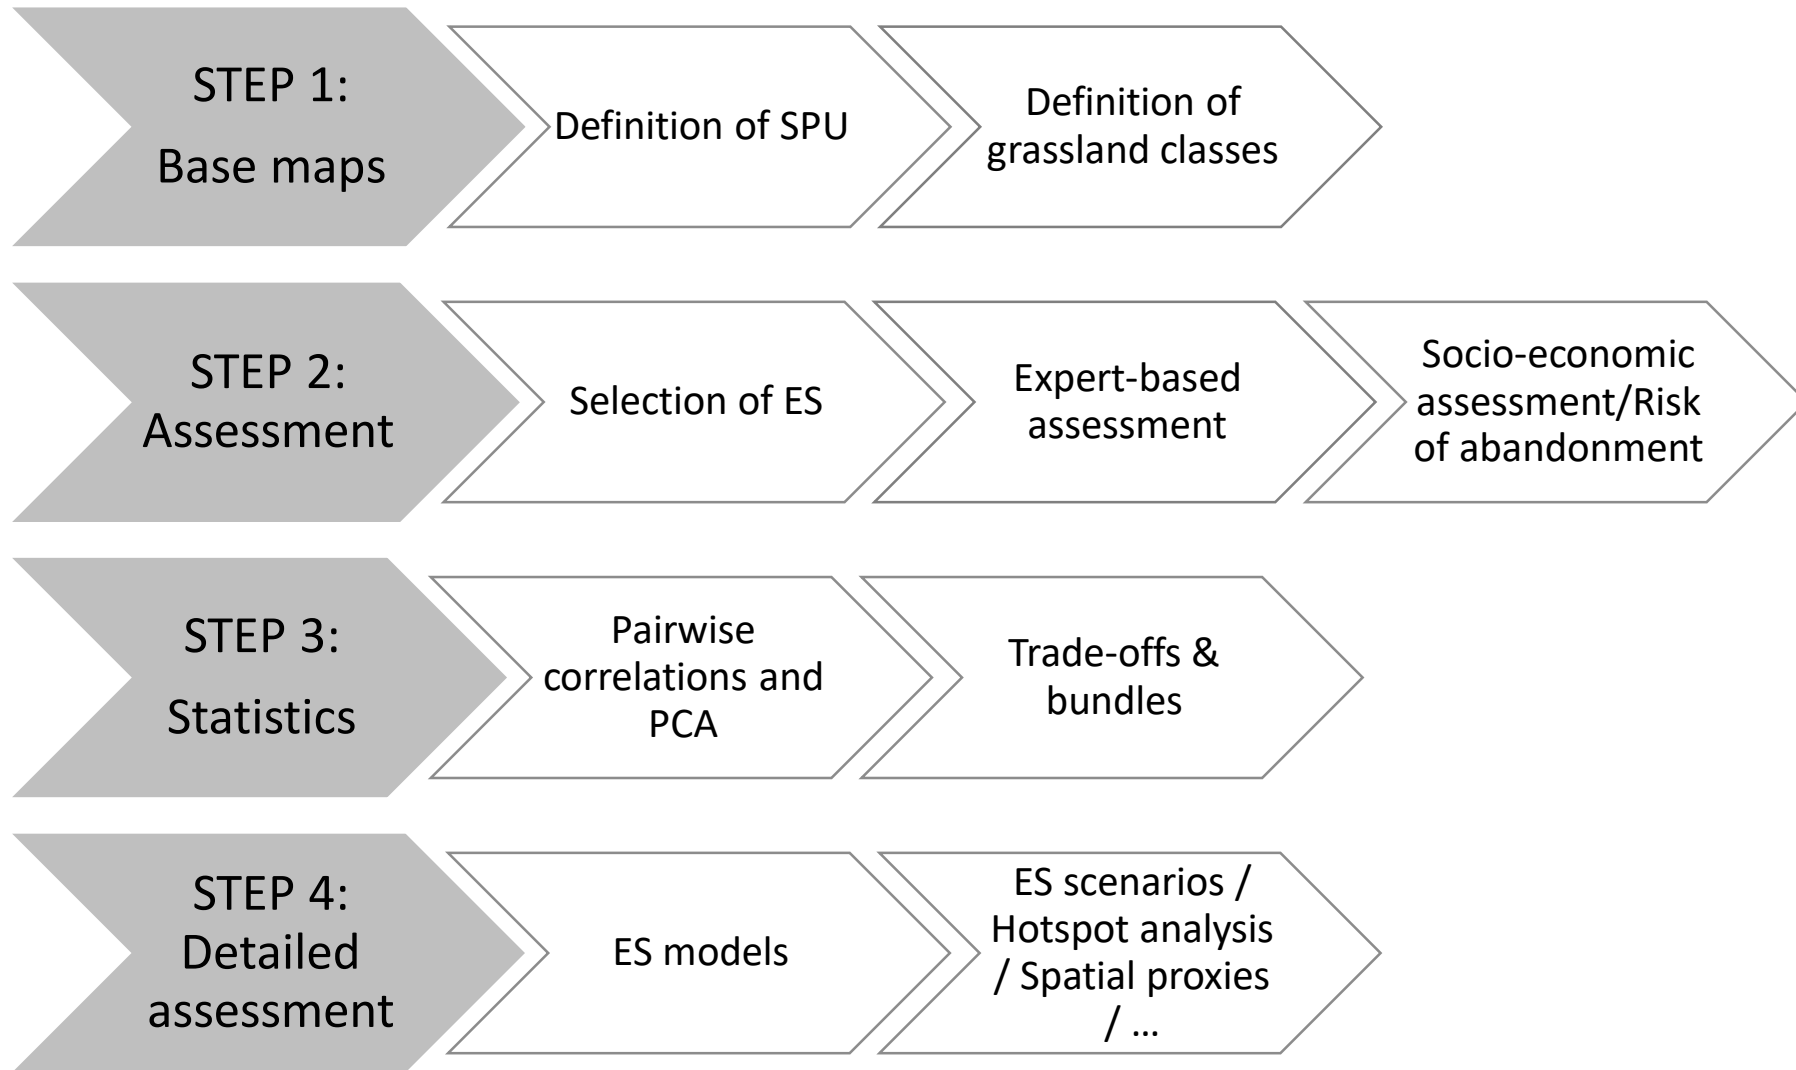 STEP 1:
Base maps
Definition of SPU
Definition of
grassland classes
STEP 2:
Assessment
Selection of ES
Expert-based
assessment
Socio-economic
assessment/Risk
of abandonment
STEP 3:
Statistics
Pairwise
correlations and
PCA
Trade-offs &
bundles
STEP 4:
Detailed
assessment
ES models
ES scenarios /
Hotspot analysis
/ Spatial proxies
/ ...